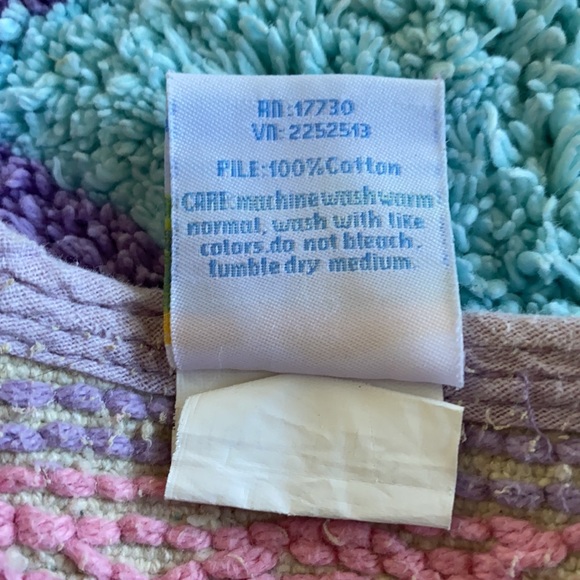 RN:17730
VN: 2252513
PILE:100%Cotton
CARE:machine wash warm
normal, wash with like
colors.do not bleach.
tumble dry medium.